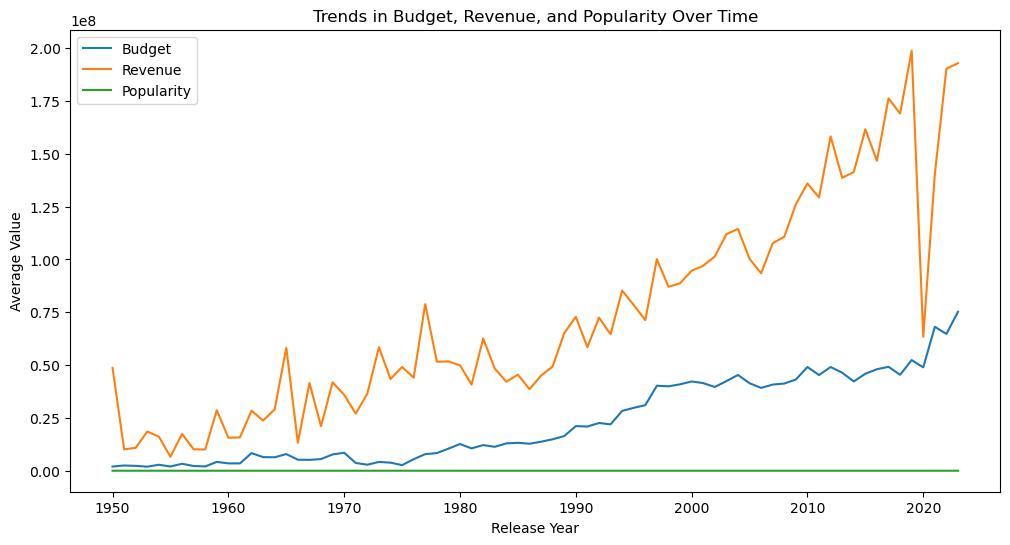 Trends in Budget, Revenue, and Popularity Over Time
1e8
Budget
Revenue
Popularity
2.00
1.75
1.50
1.25
1.00
0.75
0.50
0.25
0.00
Average Value
1950 1960 1970 1980 1990 2000 2010 2020
Release Year